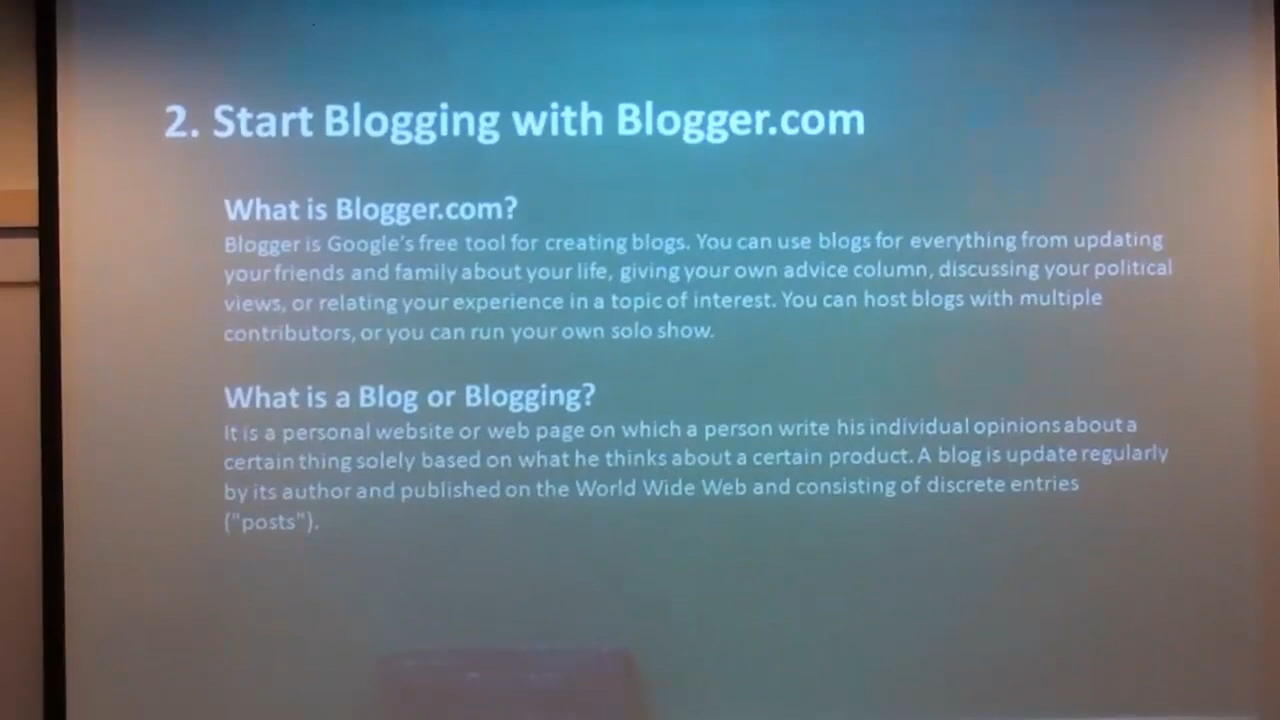 2. Start Blogging with Blogger.com
What is Blogger.com?
Blogger is Google's free tool for creating blogs. You can use blogs for everything from updating
your friends and family about your life, giving your own advice column, discussing your political
views, or relating your experience in a topic of interest. You can host blogs with multiple
contributors, or you can run your own solo show.
What is a Blog or Blogging?
It is a personal website or web page on which a person write his individual opinions about a
certain thing solely based on what he thinks about a certain product. A blog is update regularly
by its author and published on the World Wide Web and consisting of discrete entries
("posts").